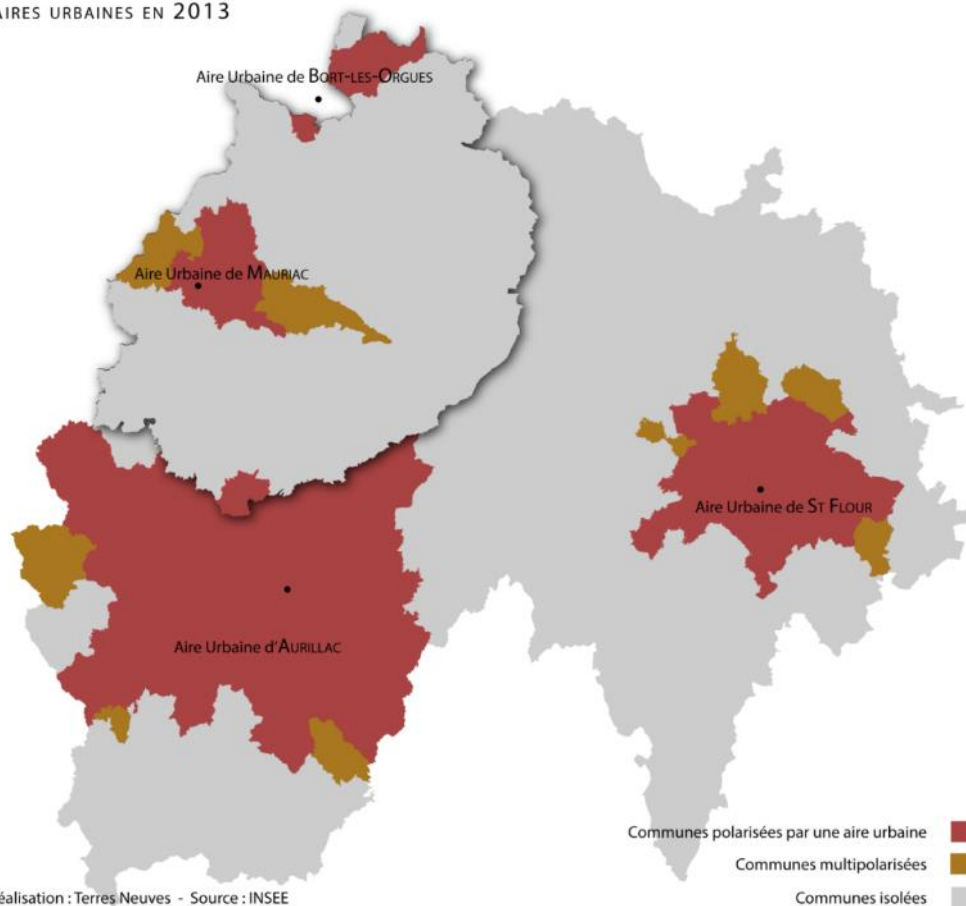 AIRES URBAINES EN 2013
Aire Urbaine de BORT-LES-ORGUES
Aire Urbaine de MAURIAC
Aire Urbaine de ST FLOUR
Aire Urbaine d'AURILLAC
Communes polarisées par une aire urbaine
Communes multipolarisées
Communes isolées
éalisation : Terres Neuves - Source : INSEE